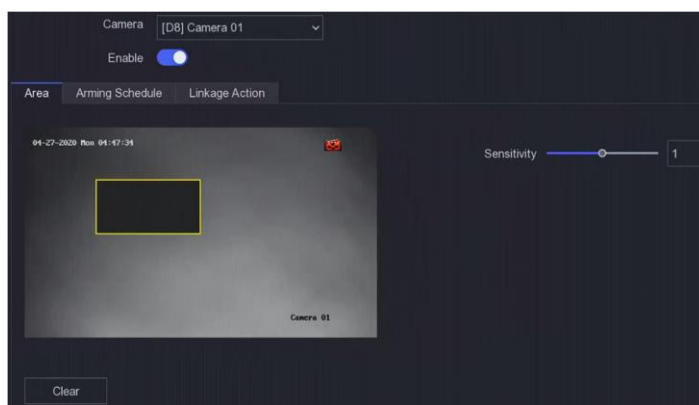 Camera [D8] Camera 01
Enable
Area Arming Schedule Linkage Action
04-27-2020 Mon 04:47:34
Sensitivity 1
Camera 01
Clear